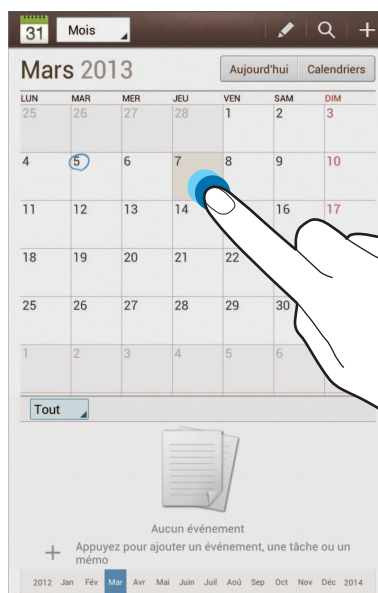 31 Mois
Mars 2013 Aujourd'hui Calendriers
LUN MAR MER JEU VEN SAM DIM
25 26 27 28 1 2 3
4 5 6 7 8 9 10
11 12 13 14 16 17
18 19 20 21 22
25 26 27 28 29 30
1 2 3 4 5 6
Tout
Aucun événement
Appuyez pour ajouter un événement, une tâche ou un
mémo
2012 Jan Fév Mar Avr Mai Juin Juil Aoû Sep Oct Nov Déc 2014